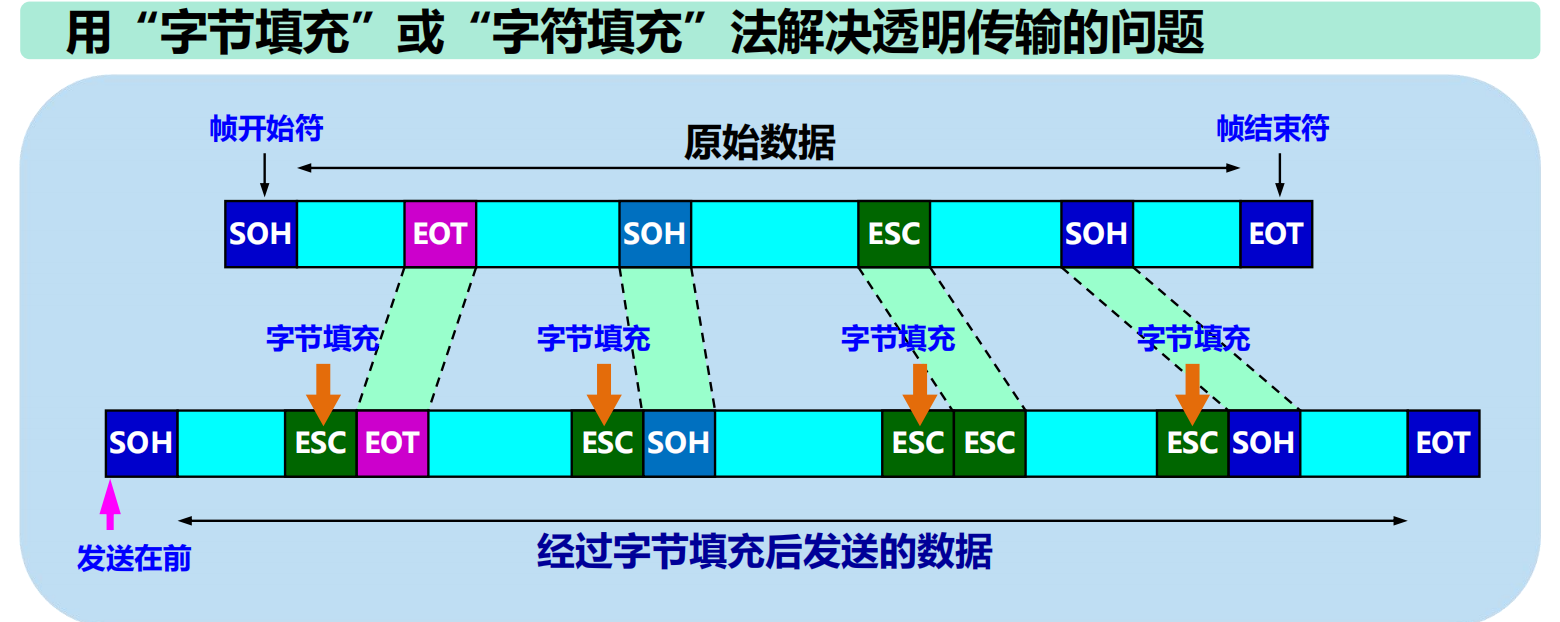 用“字节填充”或“字符填充”法解决透明传输的问题
帧开始符 原始数据 帧结束符
SOH EOT SOH ESC SOH EOT
字节填充 字节填充 字节填充 字节填充
SOH ESC EOT ESC SOH ESC ESC ESC SOH EOT
发送在前 经过字节填充后发送的数据